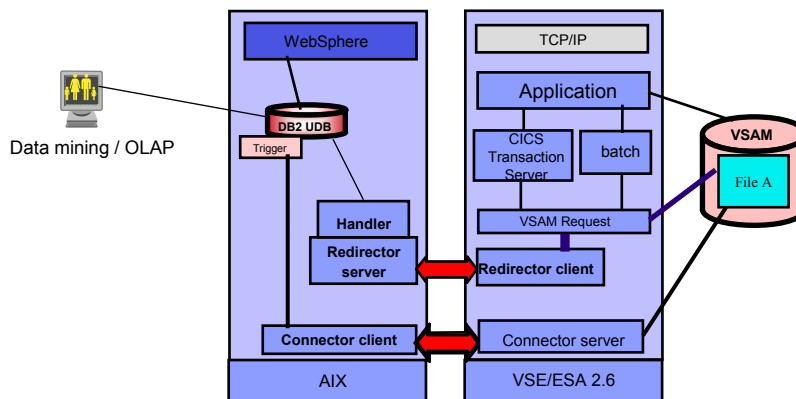 WebSphere
TCP/IP
Application
DB2 UDB
Trigger
Data mining / OLAP
CICS
Transaction
Server
batch
VSAM
File A
Handler
VSAM Request
Redirector
server
Redirector client
Connector client
Connector server
AIX
VSE/ESA 2.6